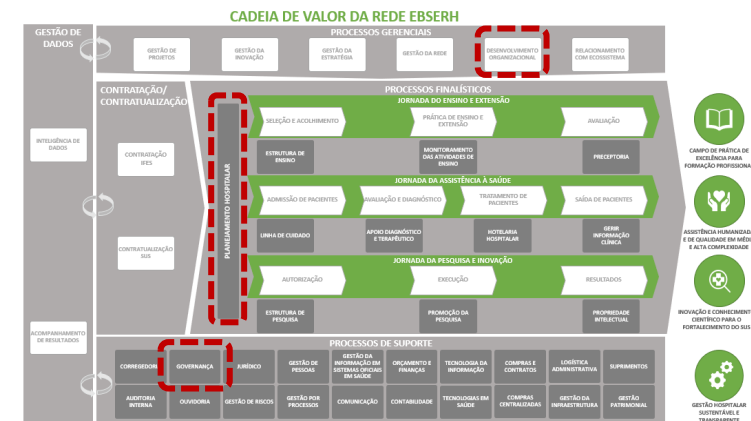 CADEIA DE VALOR DA REDE EBSERH
GESTÃO DE
DADOS
INTELIGÊNCIA DE
DADOS
ACOMPANHAMENTO
DE RESULTADOS
PROCESSOS GERENCIAIS
GESTÃO DE
PROJETOS
GESTÃO DA
INOVAÇÃO
GESTÃO DA
ESTRATÉGIA
GESTÃO DA REDE
DESENVOLVIMENTO
ORGANIZACIONAL
RELACIONAMENTO
COM ECOSSISTEMA
CONTRATAÇÃO/
CONTRATUALIZAÇÃO
CONTRATAÇÃO
IFES
CONTRATUALIZAÇÃO
SUS
PLANEJAMENTO HOSPITALAR
PROCESSOS FINALÍSTICOS
JORNADA DO ENSINO E EXTENSÃO
SELEÇÃO E ACOLHIMENTO
PRÁTICA DE ENSINO E
EXTENSÃO
AVALIAÇÃO
ESTRUTURA DE
ENSINO
MONITORAMENTO
DAS ATIVIDADES DE
ENSINO
PRECEPTORIA
JORNADA DA ASSISTÊNCIA À SAÚDE
ADMISSÃO DE PACIENTES
AVALIAÇÃO E DIAGNÓSTICO
TRATAMENTO DE
PACIENTES
SAÍDA DE PACIENTES
LINHA DE CUIDADO
APOIO DIAGNÓSTICO
E TERAPÊUTICO
HOTELARIA
HOSPITALAR
GERIR
INFORMAÇÃO
CLÍNICA
JORNADA DA PESQUISA E INOVAÇÃO
AUTORIZAÇÃO
EXECUÇÃO
RESULTADOS
ESTRUTURA DE
PESQUISA
PROMOÇÃO DA
PESQUISA
PROPRIEDADE
INTELECTUAL
PROCESSOS DE SUPORTE
CORREGEDORI
GOVERNANÇA
JURÍDICO
GESTÃO DE
PESSOAS
GESTÃO DA
INFORMAÇÃO EM
SISTEMAS OFICIAIS
EM SAÚDE
ORÇAMENTO E
FINANÇAS
TECNOLOGIA DA
INFORMAÇÃO
COMPRAS E
CONTRATOS
LOGÍSTICA
ADMINISTRATIVA
SUPRIMENTOS
AUDITORIA
INTERNA
OUVIDORIA
GESTÃO DE RISCOS
GESTÃO POR
PROCESSOS
COMUNICAÇÃO
CONTABILIDADE
TECNOLOGIAS EM
SAÚDE
COMPRAS
CENTRALIZADAS
GESTÃO DA
INFRAESTRUTURA
GESTÃO
PATRIMONIAL
CAMPO DE PRÁTICA DE
EXCELÊNCIA PARA
FORMAÇÃO PROFISSIONA
ASSISTÊNCIA HUMANIZADA
E DE QUALIDADE EM MÉDI
E ALTA COMPLEXIDADE
INOVAÇÃO E CONHECIMENT
CIENTÍFICO PARA O
FORTALECIMENTO DO SUS
GESTÃO HOSPITALAR
SUSTENTÁVEL E
TRANSPARENTE